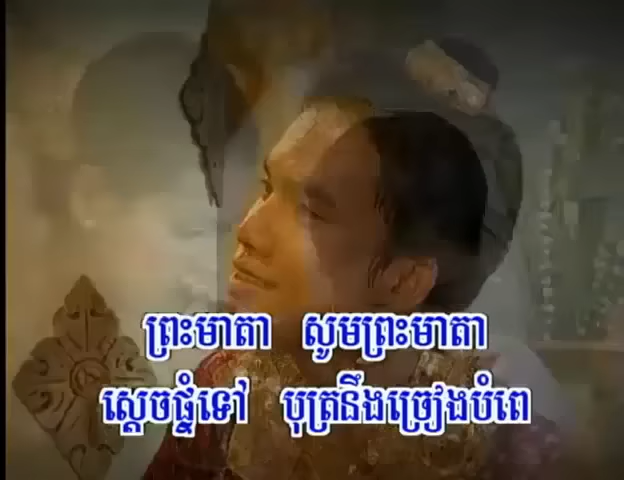 ព្រះមាតា សូមព្រះមាតា
ស្ដេចផ្ទំទៅ បុត្រនឹងច្រៀងបំពេ